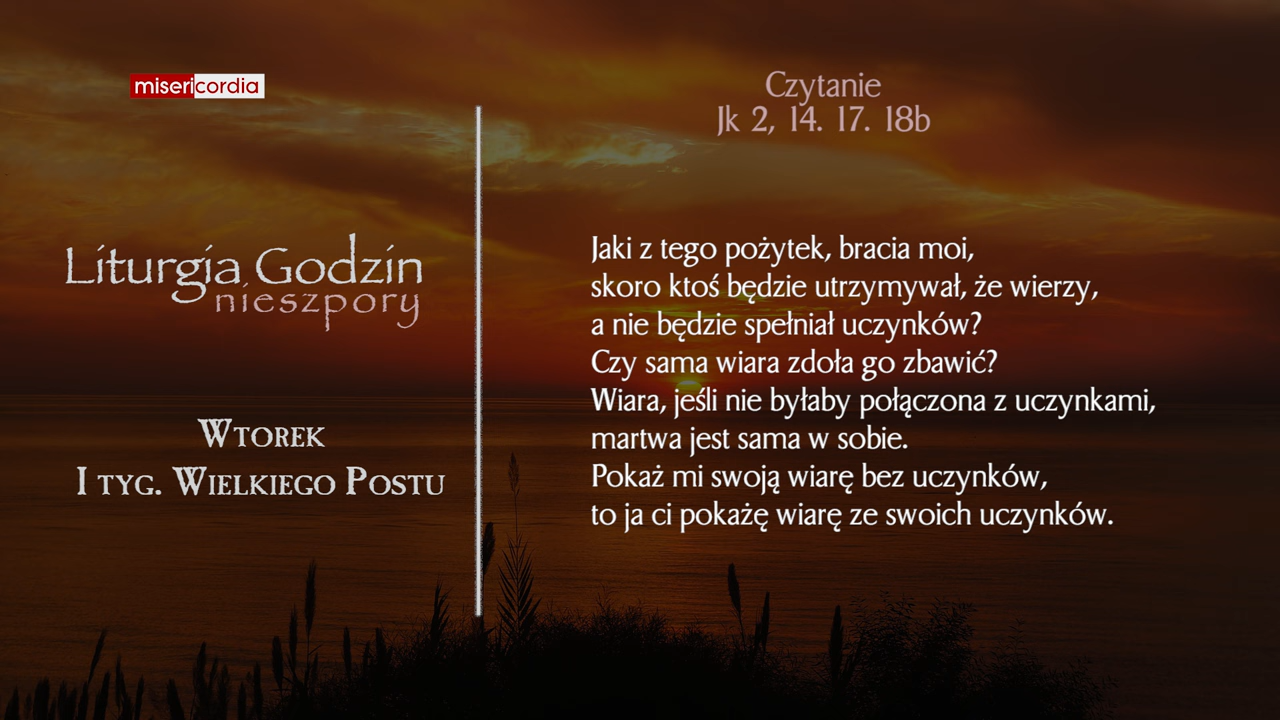 misericordia
Liturgia Godzin
nieszpory
Wtorek
I tyg. Wielkiego Postu
Czytanie
Jk 2, 14. 17. 18b
Jaki z tego pożytek, bracia moi,
skoro ktoś będzie utrzymywał, że wierzy,
a nie będzie spełniał uczynków?
Czy sama wiara zdoła go zbawić?
Wiara, jeśli nie byłaby połączona z uczynkami,
martwa jest sama w sobie.
Pokaż mi swoją wiarę bez uczynków,
to ja ci pokażę wiarę ze swoich uczynków.